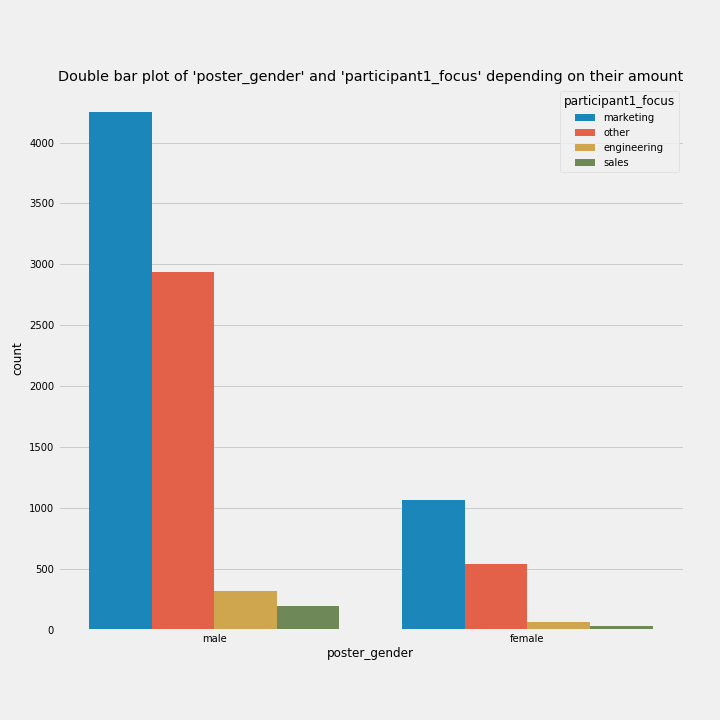 Double bar plot of 'poster_gender' and 'participant1_focus' depending on their amount
participant1_focus
marketing
other
engineering
sales
4000
3500
3000
2500
2000
1500
1000
500
0
count
male
female
poster_gender